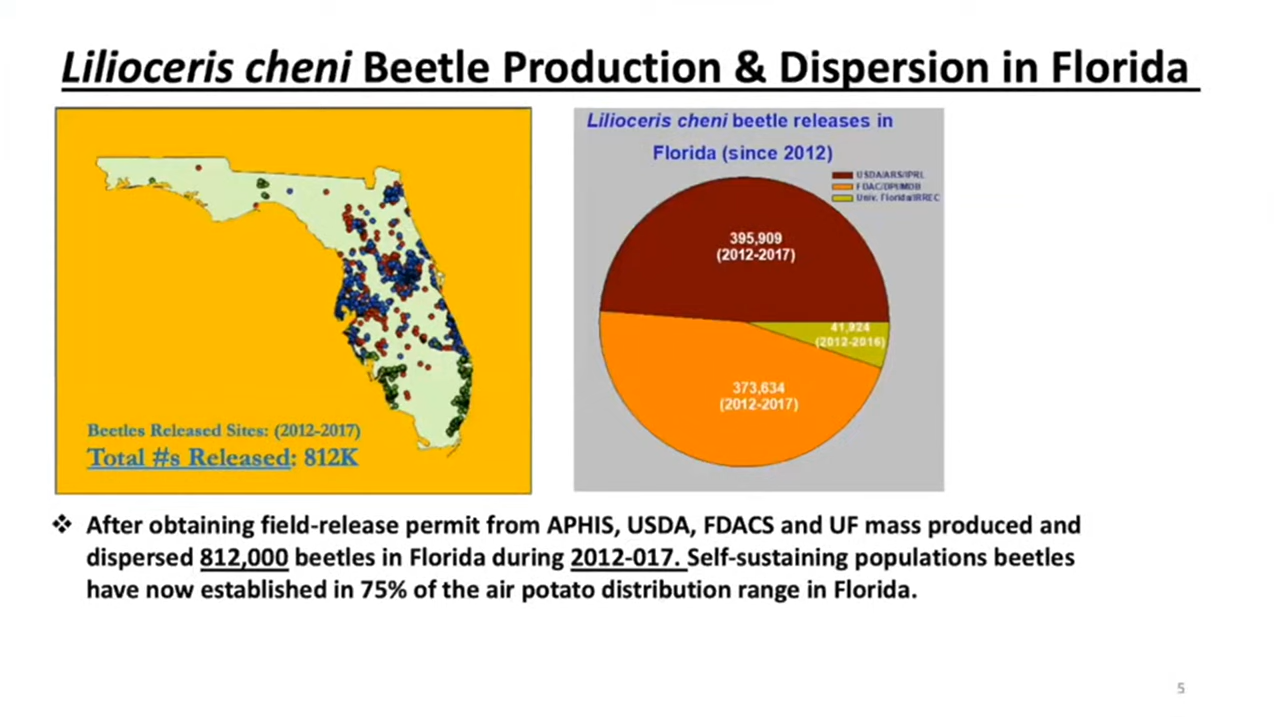 Lilioceris cheni Beetle Production & Dispersion in Florida
Beetles Released Sites: (2012-2017)
Total #s Released: 812K
Lilioceris cheni beetle releases in
Florida (since 2012)
USDA/ARS/IPRL
FDAC/DPI/MDB
Univ. Florida/IRREC
395,909
(2012-2017)
41,924
(2012-2016)
373,634
(2012-2017)
❖ After obtaining field-release permit from APHIS, USDA, FDACS and UF mass produced and
dispersed 812,000 beetles in Florida during 2012-017. Self-sustaining populations beetles
have now established in 75% of the air potato distribution range in Florida.
5